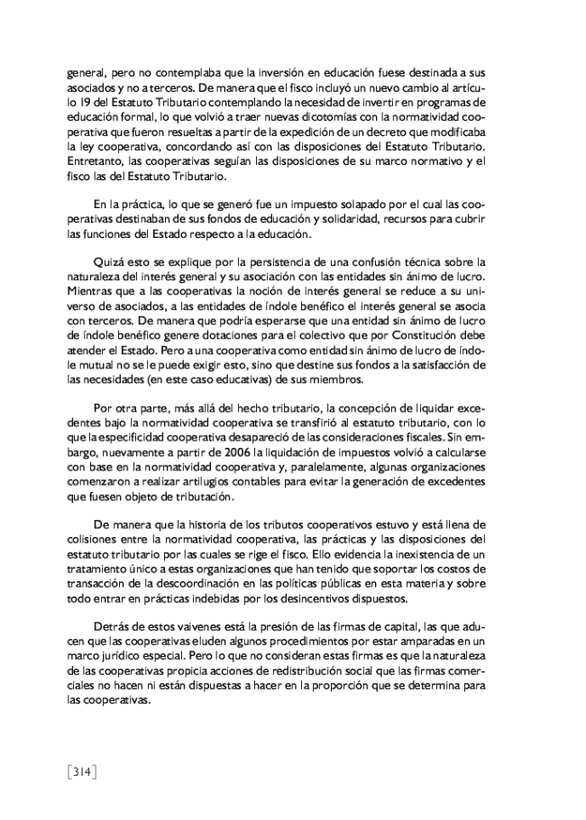 general, pero no contemplaba que la inversión en educación fuese destinada a sus
asociados y no a terceros. De manera que el fisco incluyó un nuevo cambio al artícu-
lo 19 del Estatuto Tributario contemplando la necesidad de invertir en programas de
educación formal, lo que volvió a traer nuevas dicotomías con la normatividad coo-
perativa que fueron resueltas a partir de la expedición de un decreto que modificaba
la ley cooperativa, concordando así con las disposiciones del Estatuto Tributario.
Entretanto, las cooperativas seguían las disposiciones de su marco normativo y el
fisco las del Estatuto Tributario.
En la práctica, lo que se generó fue un impuesto solapado por el cual las coo-
perativas destinaban de sus fondos de educación y solidaridad, recursos para cubrir
las funciones del Estado respecto a la educación.
Quizá esto se explique por la persistencia de una confusión técnica sobre la
naturaleza del interés general y su asociación con las entidades sin ánimo de lucro.
Mientras que a las cooperativas la noción de interés general se reduce a su uni-
verso de asociados, a las entidades de índole benéfico el interés general se asocia
con terceros. De manera que podría esperarse que una entidad sin ánimo de lucro
de índole benéfico genere dotaciones para el colectivo que por Constitución debe
atender el Estado. Pero a una cooperativa como entidad sin ánimo de lucro de índo-
le mutual no se le puede exigir esto, sino que destine sus fondos a la satisfacción de
las necesidades (en este caso educativas) de sus miembros.
Por otra parte, más allá del hecho tributario, la concepción de liquidar exce-
dentes bajo la normatividad cooperativa se transfirió al estatuto tributario, con lo
que la especificidad cooperativa desapareció de las consideraciones fiscales. Sin em-
bargo, nuevamente a partir de 2006 la liquidación de impuestos volvió a calcularse
con base en la normatividad cooperativa y, paralelamente, algunas organizaciones
comenzaron a realizar artilugios contables para evitar la generación de excedentes
que fuesen objeto de tributación.
De manera que la historia de los tributos cooperativos estuvo y está llena de
colisiones entre la normatividad cooperativa, las prácticas y las disposiciones del
estatuto tributario por las cuales se rige el fisco. Ello evidencia la inexistencia de un
tratamiento único a estas organizaciones que han tenido que soportar los costos de
transacción de la descoordinación en las políticas públicas en esta materia y sobre
todo entrar en prácticas indebidas por los desincentivos dispuestos.
Detrás de estos vaivenes está la presión de las firmas de capital, las que adu-
cen que las cooperativas eluden algunos procedimientos por estar amparadas en un
marco jurídico especial. Pero lo que no consideran estas firmas es que la naturaleza
de las cooperativas propicia acciones de redistribución social que las firmas comer-
ciales no hacen ni están dispuestas a hacer en la proporción que se determina para
las cooperativas.
[314]